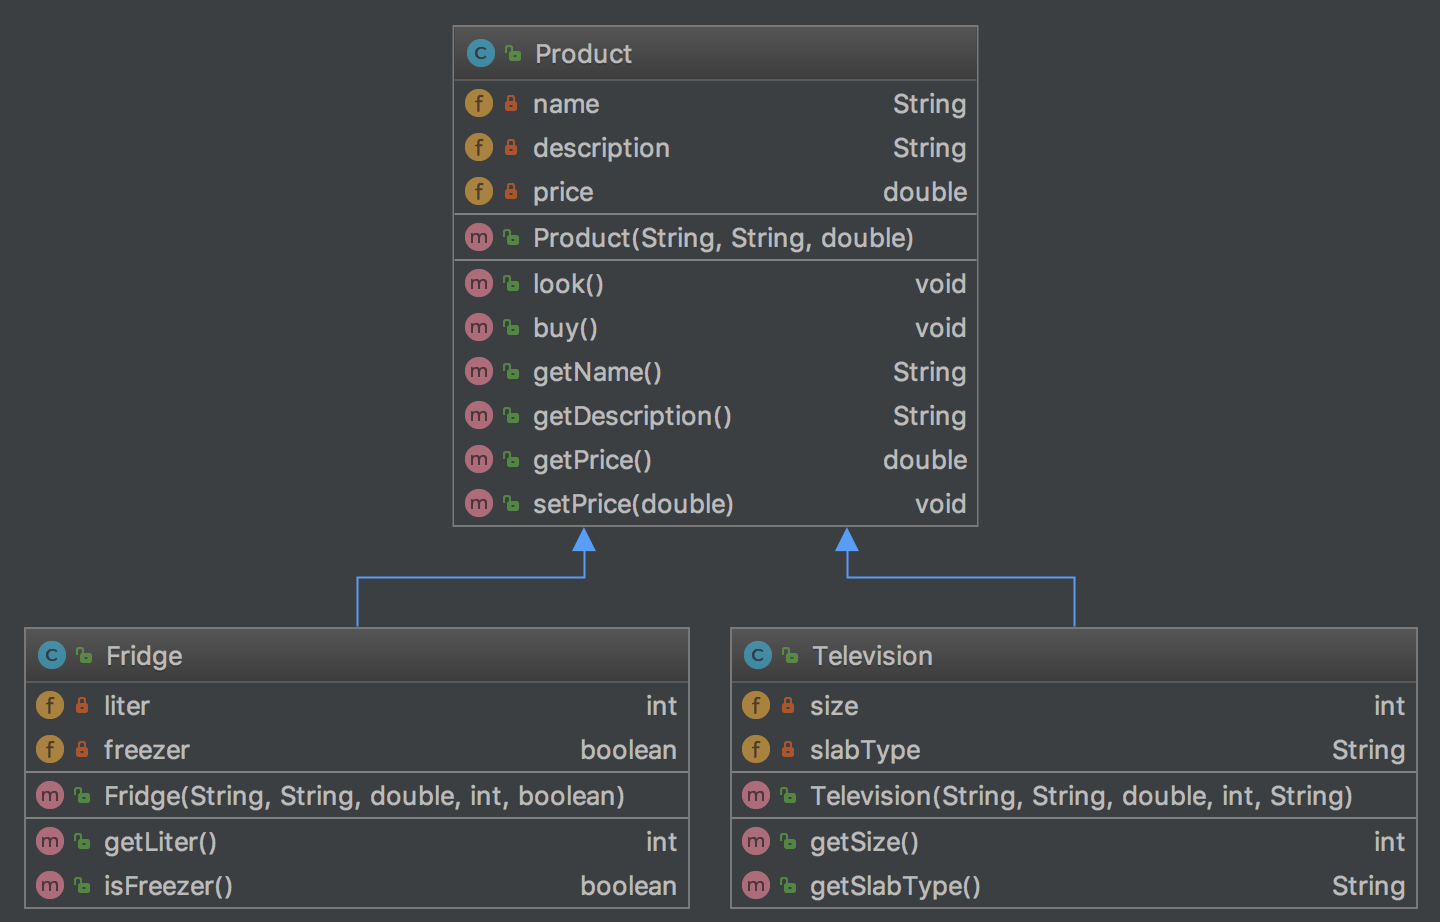 C Product
f name String
f description String
f price double
m Product(String, String, double)
m look() void
m buy() void
m getName() String
m getDescription() String
m getPrice() double
m setPrice(double) void
C Fridge
f liter int
f freezer boolean
m Fridge(String, String, double, int, boolean)
m getLiter() int
m isFreezer() boolean
C Television
f size int
f slabType String
m Television(String, String, double, int, String)
m getSize() int
m getSlabType() String